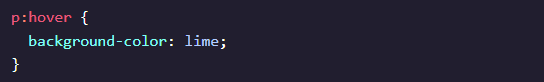 p:hover {
  background-color: lime;
}